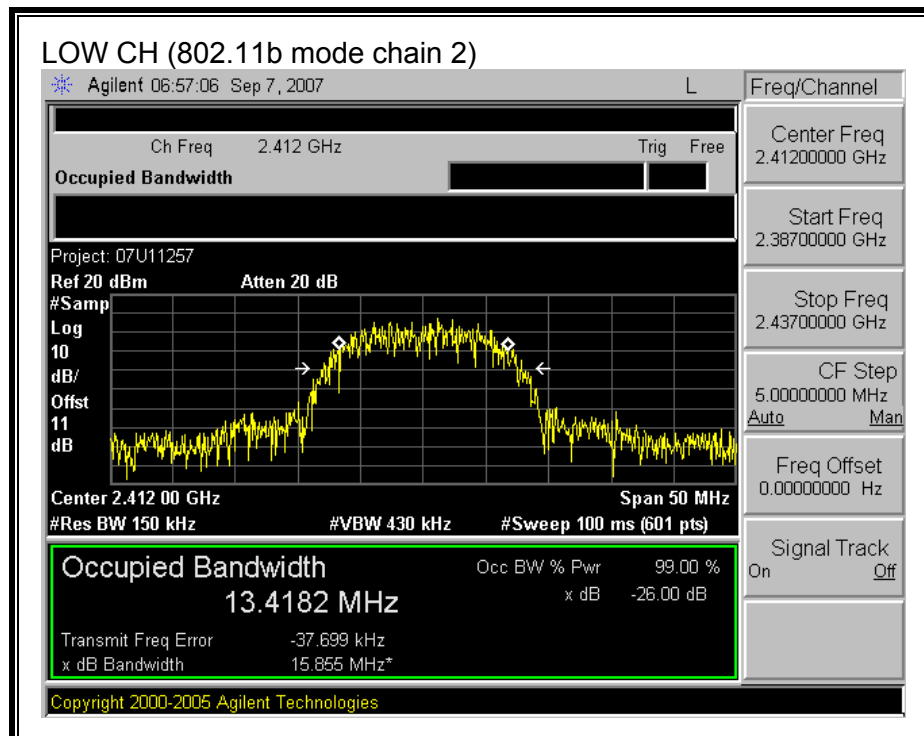 LOW CH (802.11b mode chain 2)
Agilent 06:57:06 Sep 7, 2007 L
Freq/Channel
Ch Freq 2.412 GHz Trig Free
Occupied Bandwidth
Center Freq
2.41200000 GHz
Start Freq
2.38700000 GHz
Stop Freq
2.43700000 GHz
CF Step
5.00000000 MHz
Auto Man
Freq Offset
0.00000000 Hz
Signal Track
On Off
Project: 07U11257
Ref 20 dBm Atten 20 dB
#Samp
Log
10
dB/
Offst
11
dB
Center 2.412 00 GHz Span 50 MHz
#Res BW 150 kHz #VBW 430 kHz #Sweep 100 ms (601 pts)
Occupied Bandwidth
13.4182 MHz
Occ BW % Pwr 99.00 %
x dB -26.00 dB
Transmit Freq Error -37.699 kHz
x dB Bandwidth 15.855 MHz*
Copyright 2000-2005 Agilent Technologies